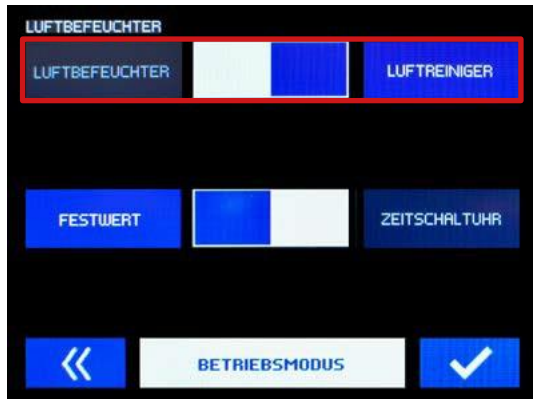 LUFTBEFEUCHTER
LUFTBEFEUCHTER LUFTREINIGER
FESTWERT ZEITSCHALTUHR
BETRIEBSMODUS